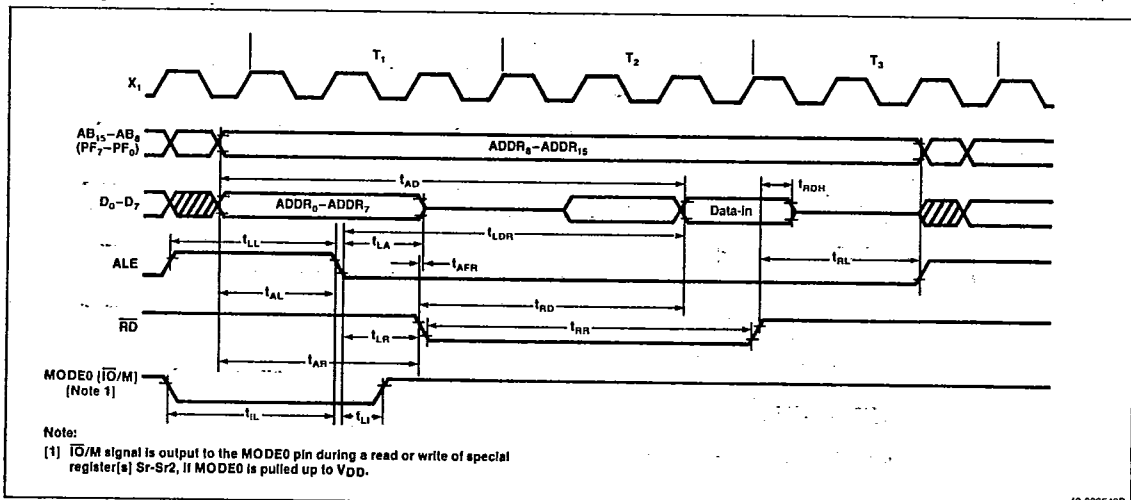 T1
T2
T3
X1
AB15–AB8
(PF7–PF0)
ADDR8–ADDR15
tAD
tRDH
D0–D7
ADDR0–ADDR7
Data-in
tLDR
tLL
tLA
ALE
tAFR
tRL
tAL
tRD
RD
tRR
tLR
tAR
MODE0 [IO/M]
[Note 1]
tIL
tLI
Note:
[1] IO/M signal is output to the MODE0 pin during a read or write of special
register[s] Sr-Sr2, if MODE0 is pulled up to VDD.